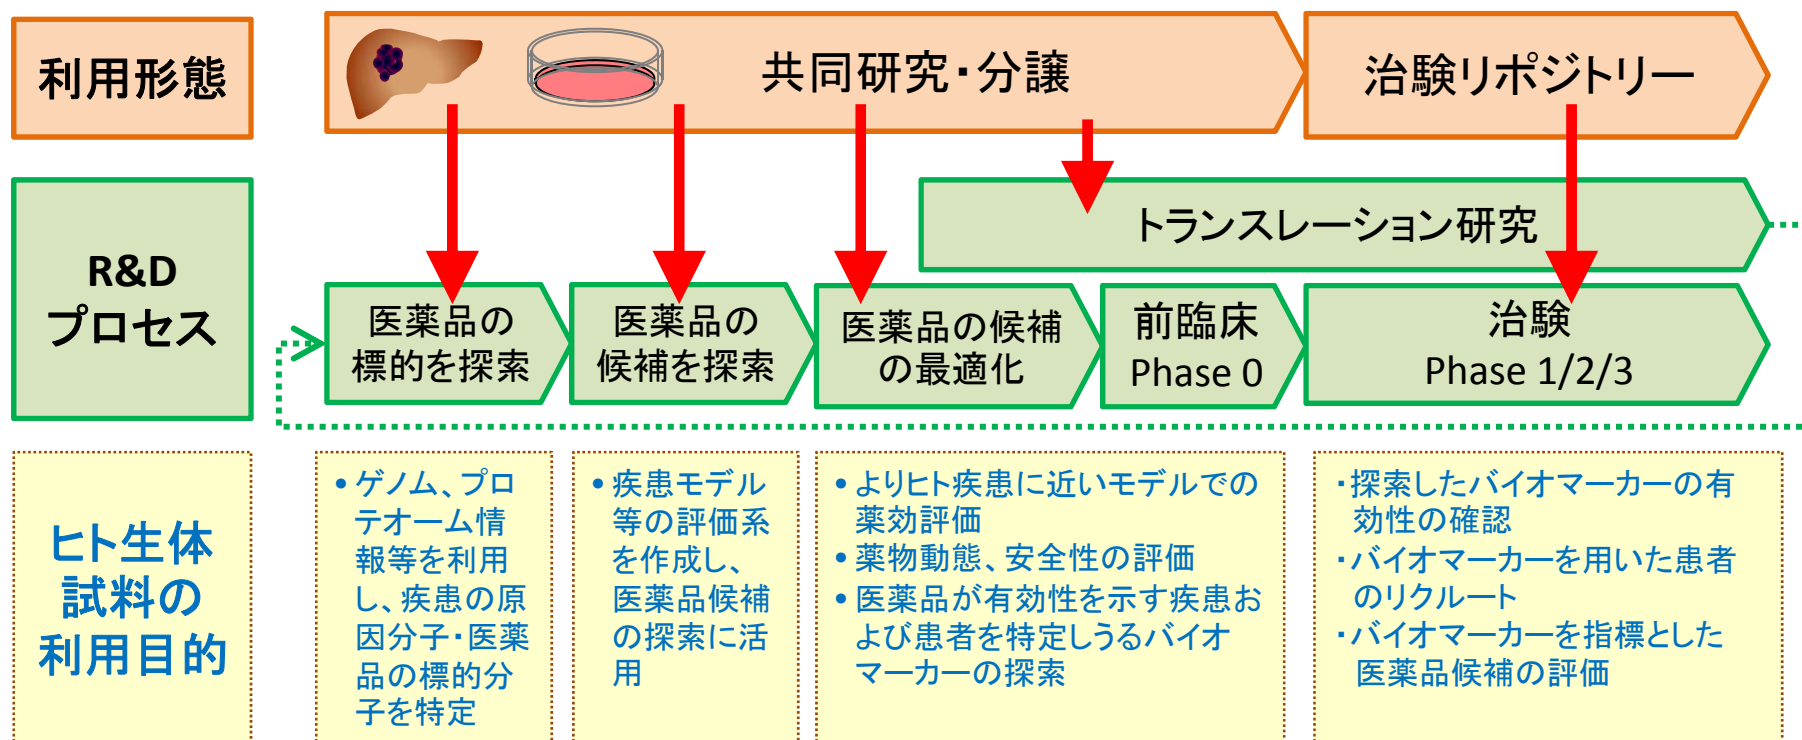 利用形態
共同研究・分譲
治験リポジトリー
R&D
プロセス
トランスレーション研究
医薬品の
標的を探索
医薬品の
候補を探索
医薬品の候補
の最適化
前臨床
Phase 0
治験
Phase 1/2/3
ヒト生体
試料の
利用目的
• ゲノム、プロ
テオーム情
報等を利用
し、疾患の原
因分子・医薬
品の標的分
子を特定
• 疾患モデル
等の評価系
を作成し、
医薬品候補
の探索に活
用
• よりヒト疾患に近いモデルでの
薬効評価
• 薬物動態、安全性の評価
• 医薬品が有効性を示す疾患お
よび患者を特定しうるバイオ
マーカーの探索
・探索したバイオマーカーの有
効性の確認
・バイオマーカーを用いた患者
のリクルート
・バイオマーカーを指標とした
医薬品候補の評価